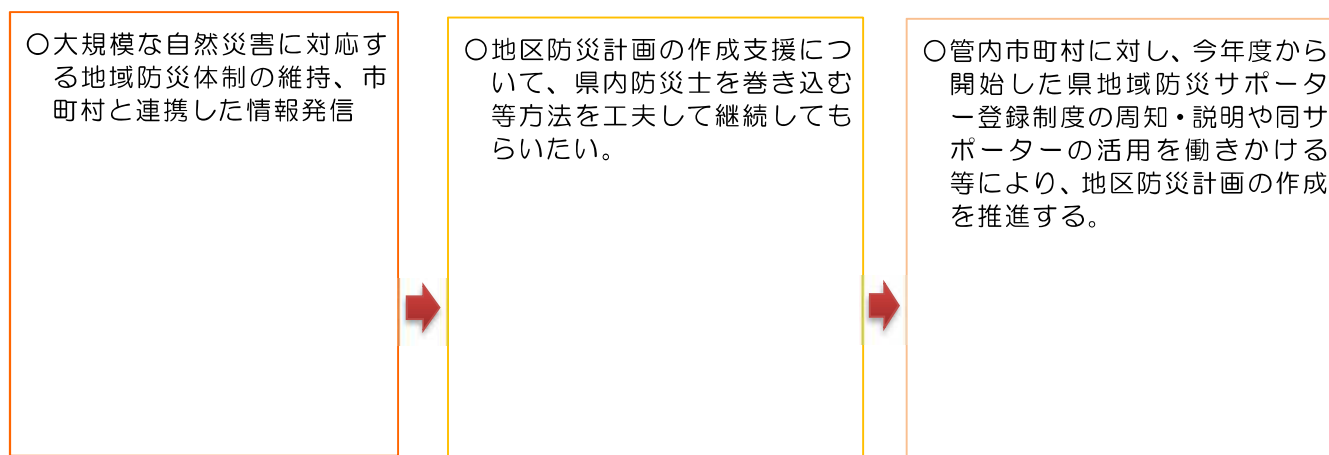 〇大規模な自然災害に対応す
る地域防災体制の維持、市
町村と連携した情報発信
〇地区防災計画の作成支援につ
いて、県内防災士を巻き込む
等方法を工夫して継続しても
らいたい。
〇管内市町村に対し、今年度から
開始した県地域防災サポータ
ー登録制度の周知・説明や同サ
ポーターの活用を働きかける
等により、地区防災計画の作成
を推進する。